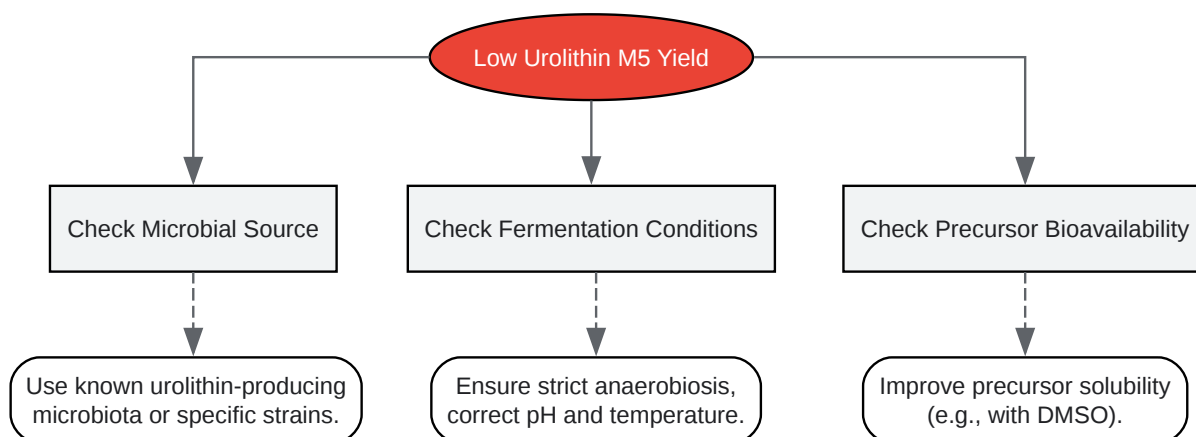 Low Urolithin M5 Yield
Check Microbial Source
Check Fermentation Conditions
Check Precursor Bioavailability
Use known urolithin-producing
microbiota or specific strains.
Ensure strict anaerobiosis,
correct pH and temperature.
Improve precursor solubility
(e.g., with DMSO).